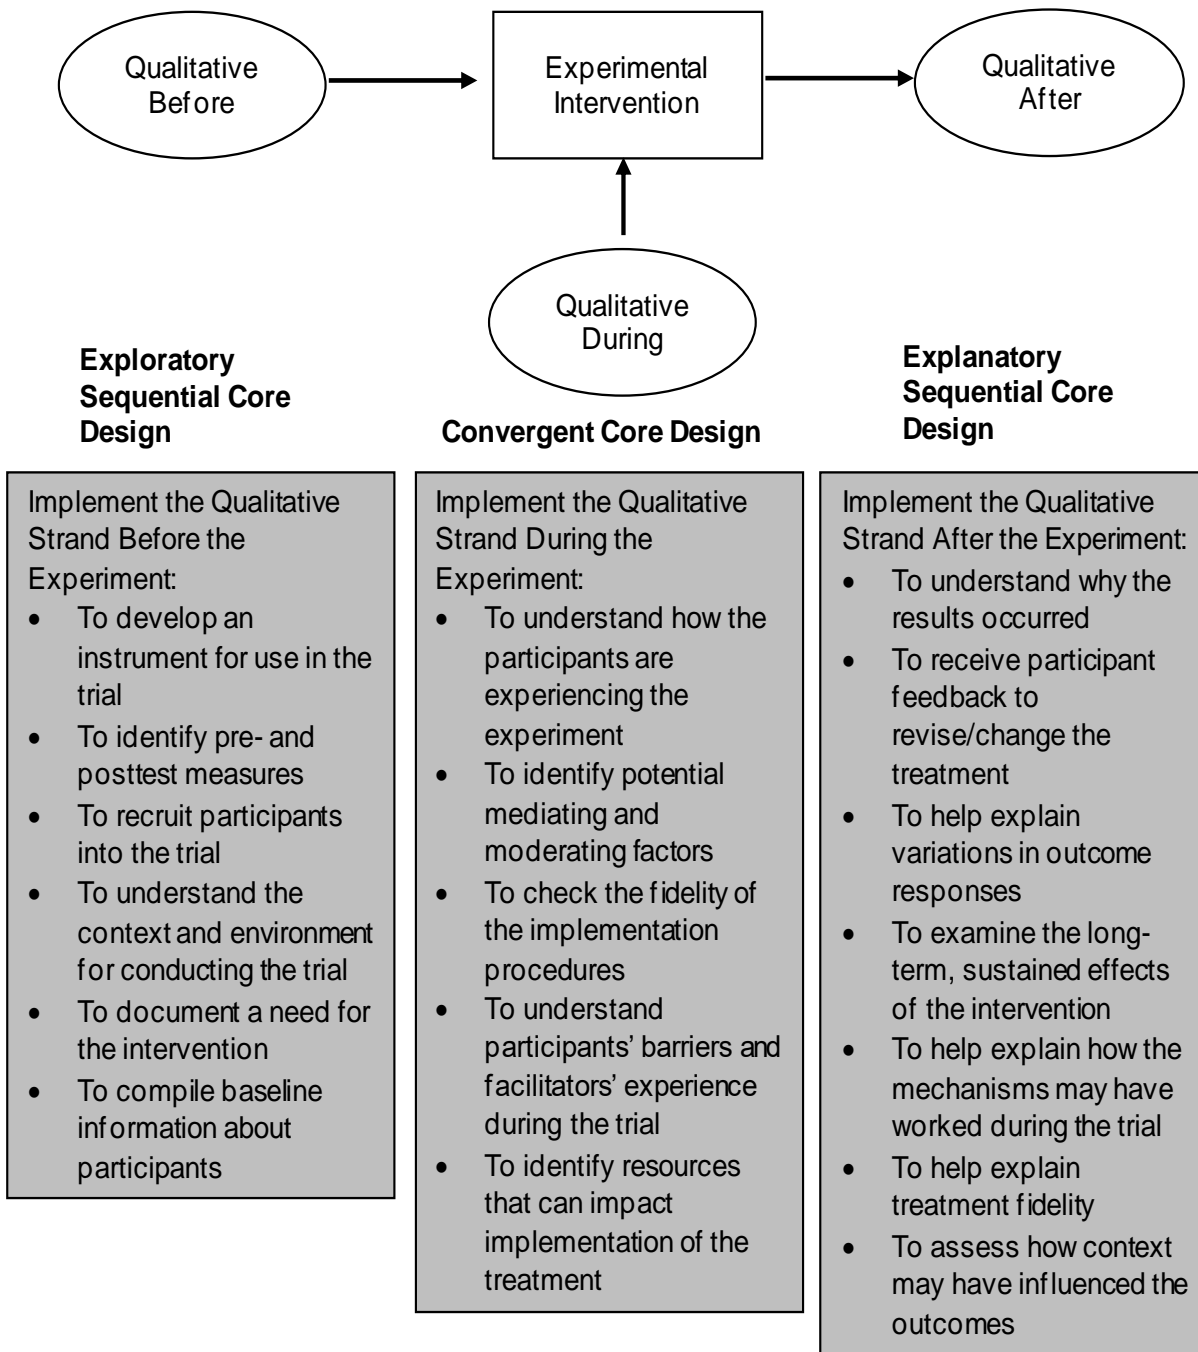 Qualitative
Before
Experimental
Intervention
Qualitative
After
Qualitative
During
Exploratory
Sequential Core
Design
Convergent Core Design
Explanatory
Sequential Core
Design
Implement the Qualitative
Strand Before the
Experiment:
• To develop an
instrument for use in the
trial
• To identify pre- and
posttest measures
• To recruit participants
into the trial
• To understand the
context and environment
for conducting the trial
• To document a need for
the intervention
• To compile baseline
information about
participants
Implement the Qualitative
Strand During the
Experiment:
• To understand how the
participants are
experiencing the
experiment
• To identify potential
mediating and
moderating factors
• To check the fidelity of
the implementation
procedures
• To understand
participants’ barriers and
facilitators’ experience
during the trial
• To identify resources
that can impact
implementation of the
treatment
Implement the Qualitative
Strand After the Experiment:
• To understand why the
results occurred
• To receive participant
feedback to
revise/change the
treatment
• To help explain
variations in outcome
responses
• To examine the long-
term, sustained effects
of the intervention
• To help explain how the
mechanisms may have
worked during the trial
• To help explain
treatment fidelity
• To assess how context
may have influenced the
outcomes